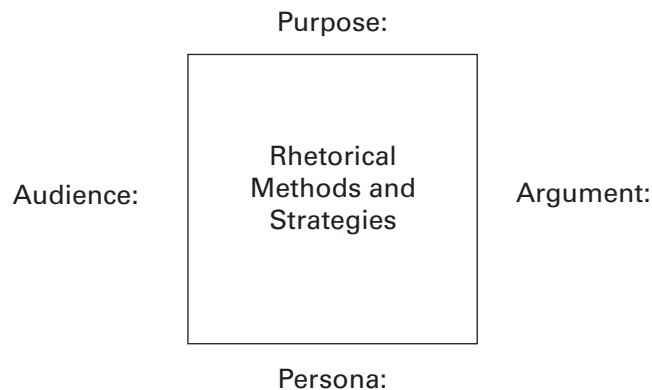 Purpose:
Rhetorical
Methods and
Strategies
Audience:
Argument:
Persona: